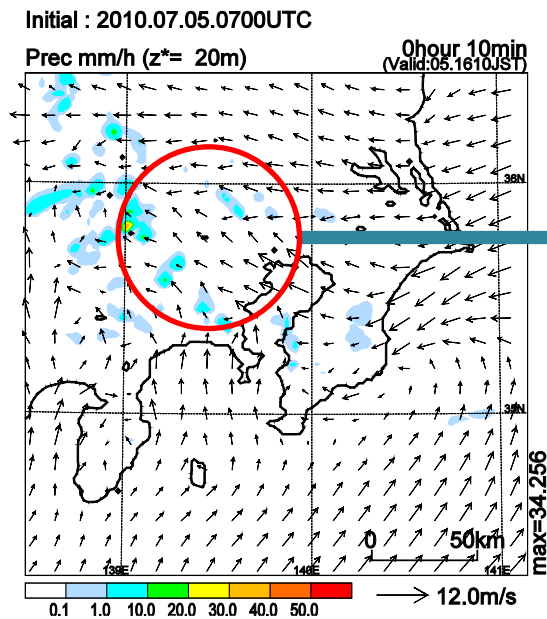 Initial : 2010.07.05.0700UTC
Prec mm/h (z*= 20m)
0hour 10min
(Valid:05.1610JST)
36N
35N
max=34.256
0 50km
139E 140E 141E
0.1 1.0 10.0 20.0 30.0 40.0 50.0
12.0m/s